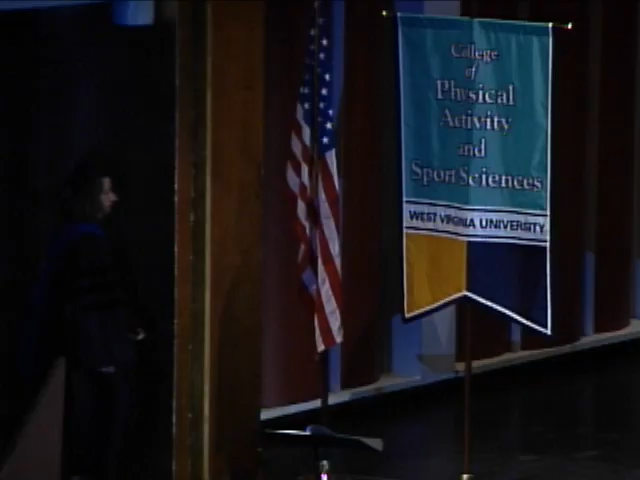 College
of
Physical
Activity
and
Sport Sciences
WEST VIRGINIA UNIVERSITY